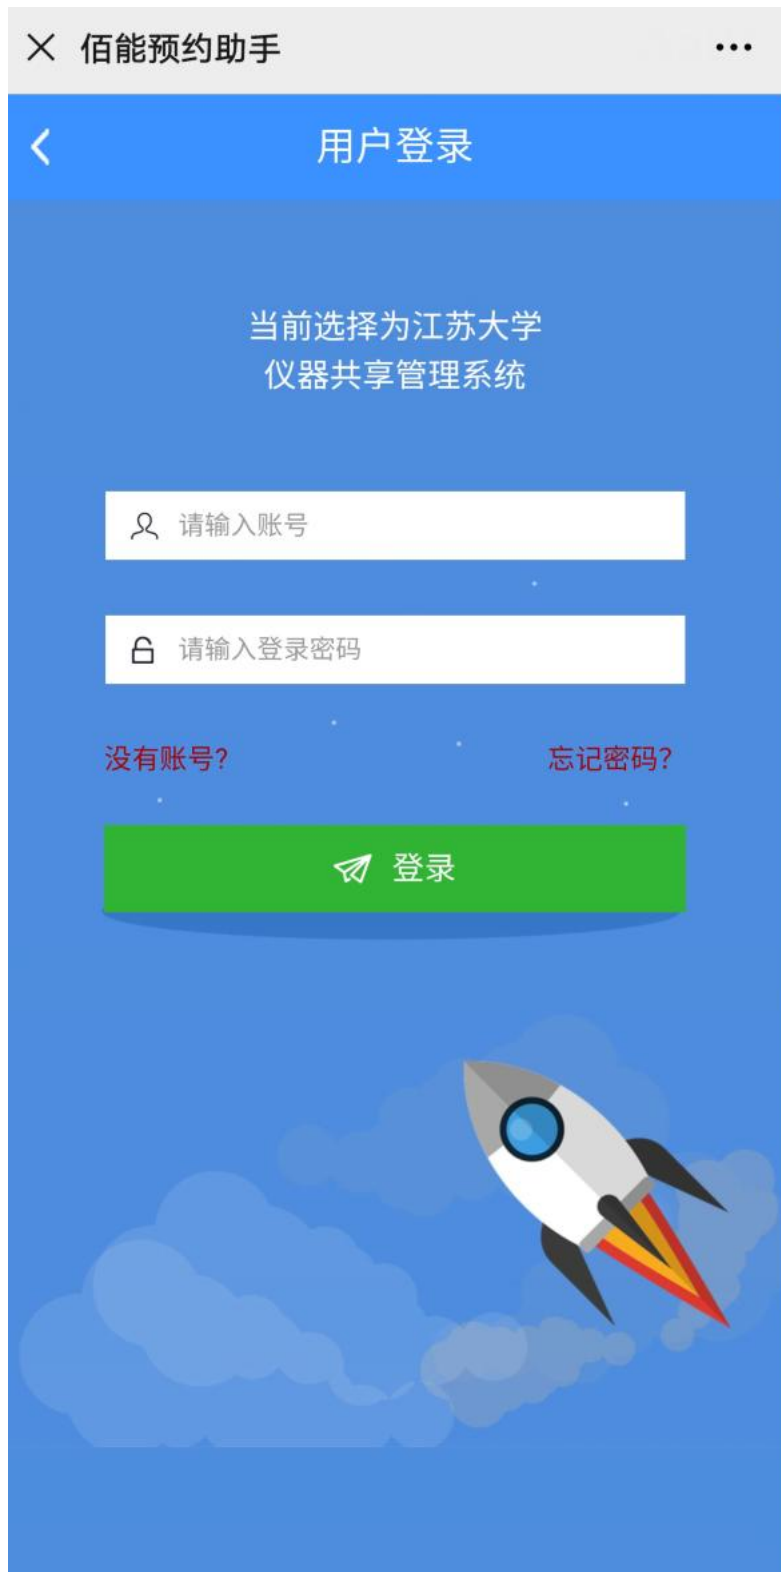 佰能预约助手
用户登录
当前选择为江苏大学
仪器共享管理系统
请输入账号
请输入登录密码
没有账号?
忘记密码?
登录